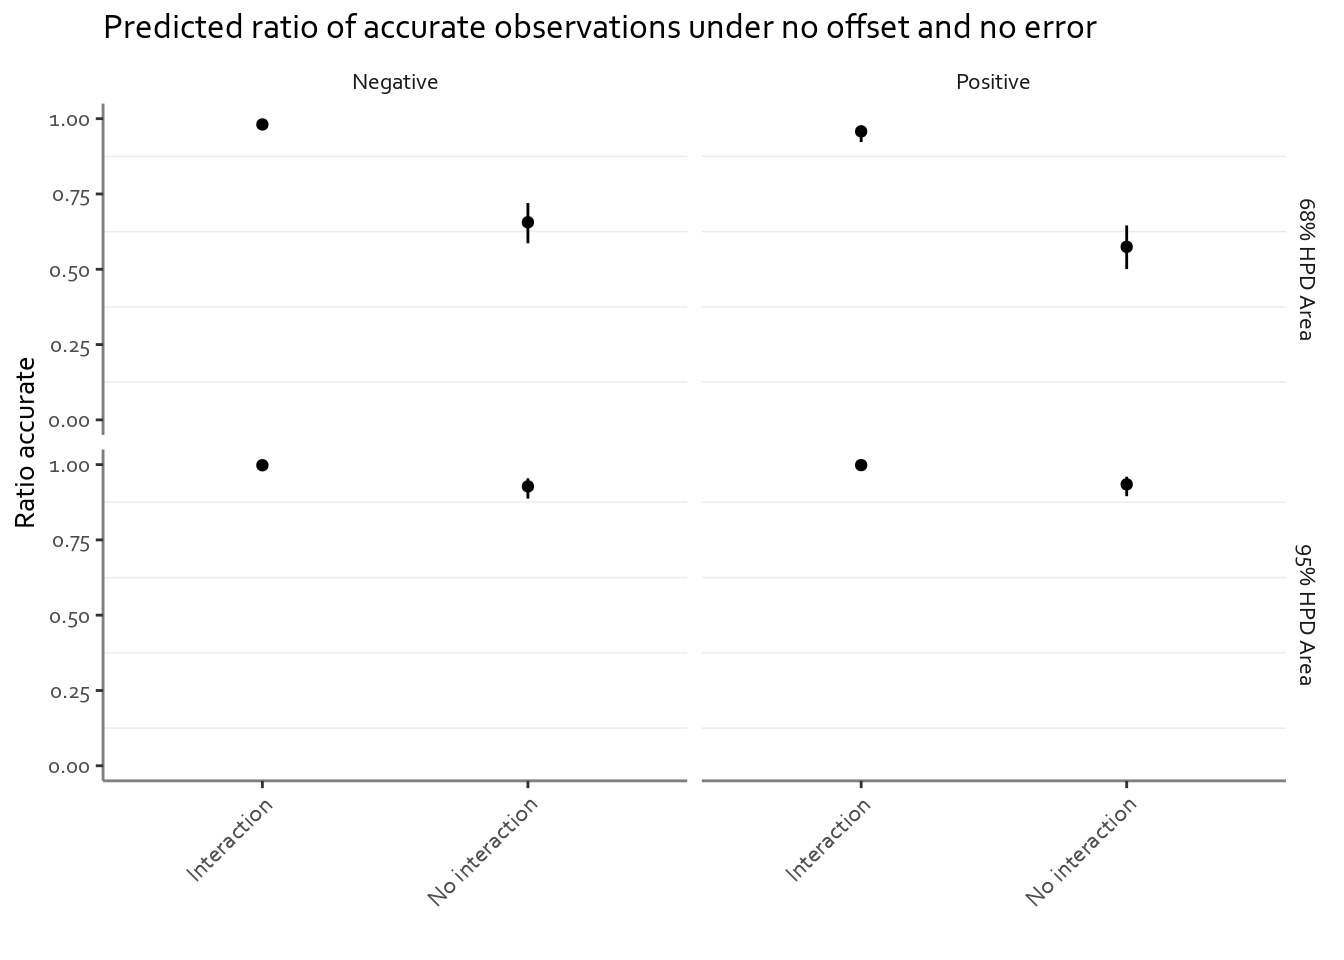 Predicted ratio of accurate observations under no offset and no error
Negative
Positive
1.00
0.75
0.50
0.25
0.00
68% HPD Area
Ratio accurate
1.00
0.75
0.50
0.25
0.00
95% HPD Area
Interaction
No interaction
Interaction
No interaction